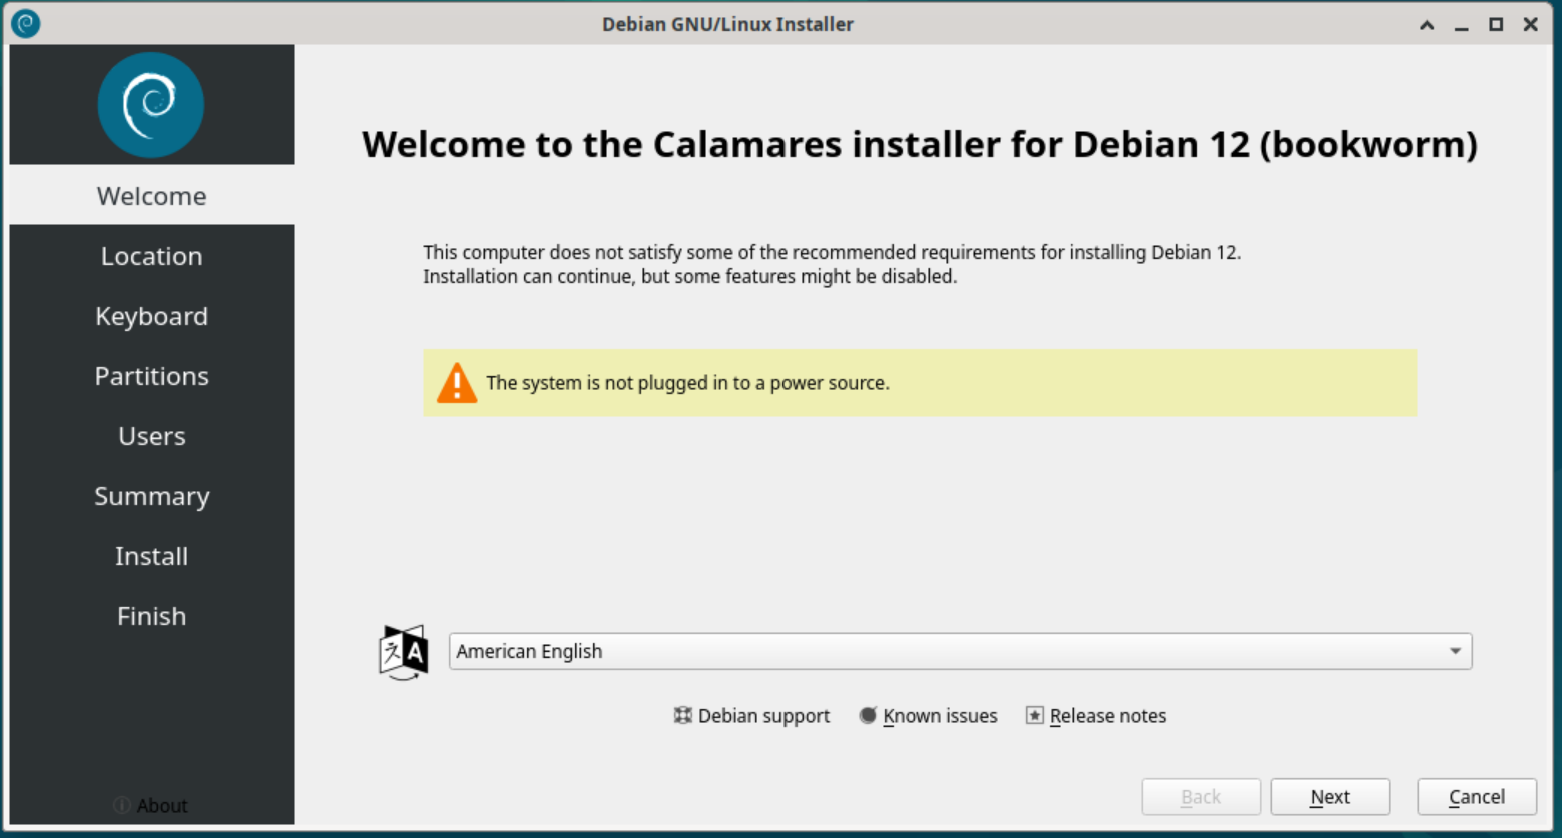 Debian GNU/Linux Installer
Welcome
Location
Keyboard
Partitions
Users
Summary
Install
Finish
About
Welcome to the Calamares installer for Debian 12 (bookworm)
This computer does not satisfy some of the recommended requirements for installing Debian 12.
Installation can continue, but some features might be disabled.
The system is not plugged in to a power source.
American English
Debian support Known issues Release notes
Back Next Cancel